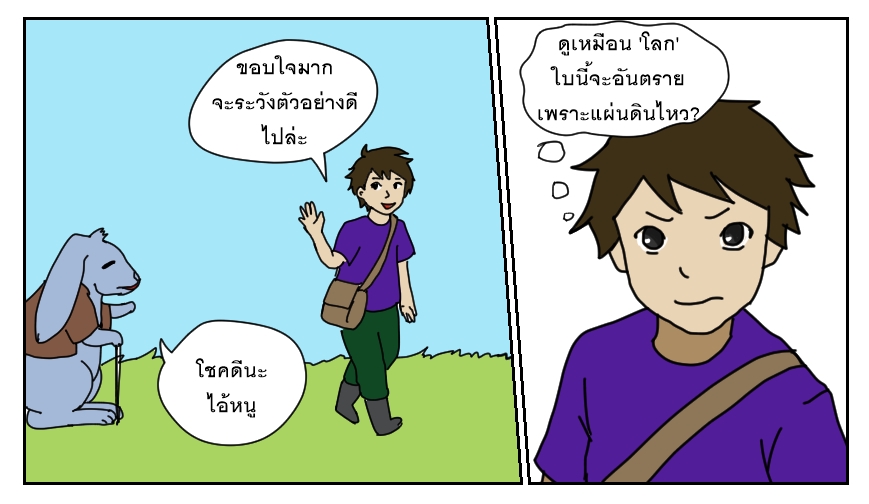 ขอบใจมาก
จะระวังตัวอย่างดี
ไปล่ะ
โชคดีนะ
ไอ้หนู
ดูเหมือน 'โลก'
ใบนี้จะอันตราย
เพราะแผ่นดินไหว?